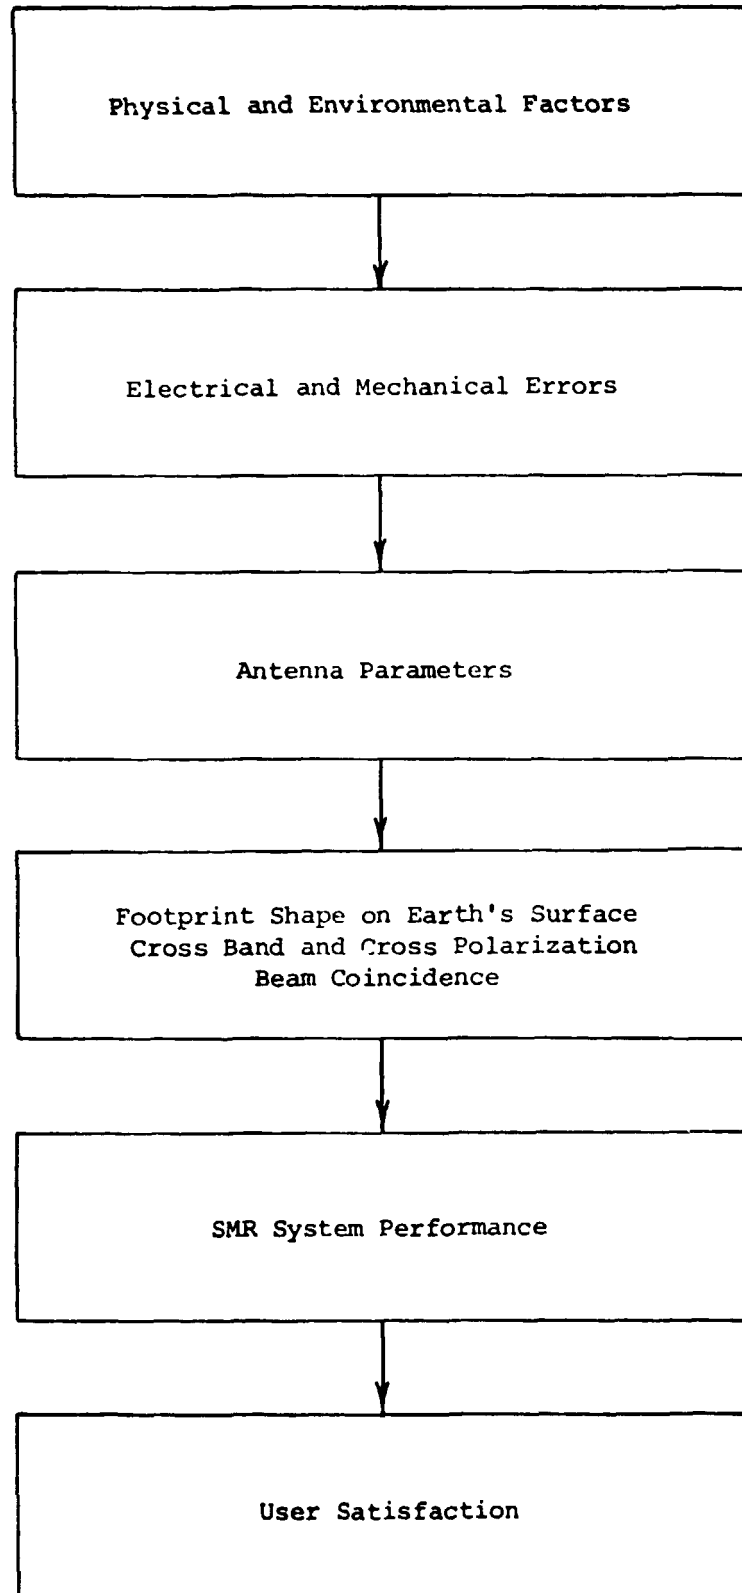 Physical and Environmental Factors
Electrical and Mechanical Errors
Antenna Parameters
Footprint Shape on Earth's Surface
Cross Band and Cross Polarization
Beam Coincidence
SMR System Performance
User Satisfaction